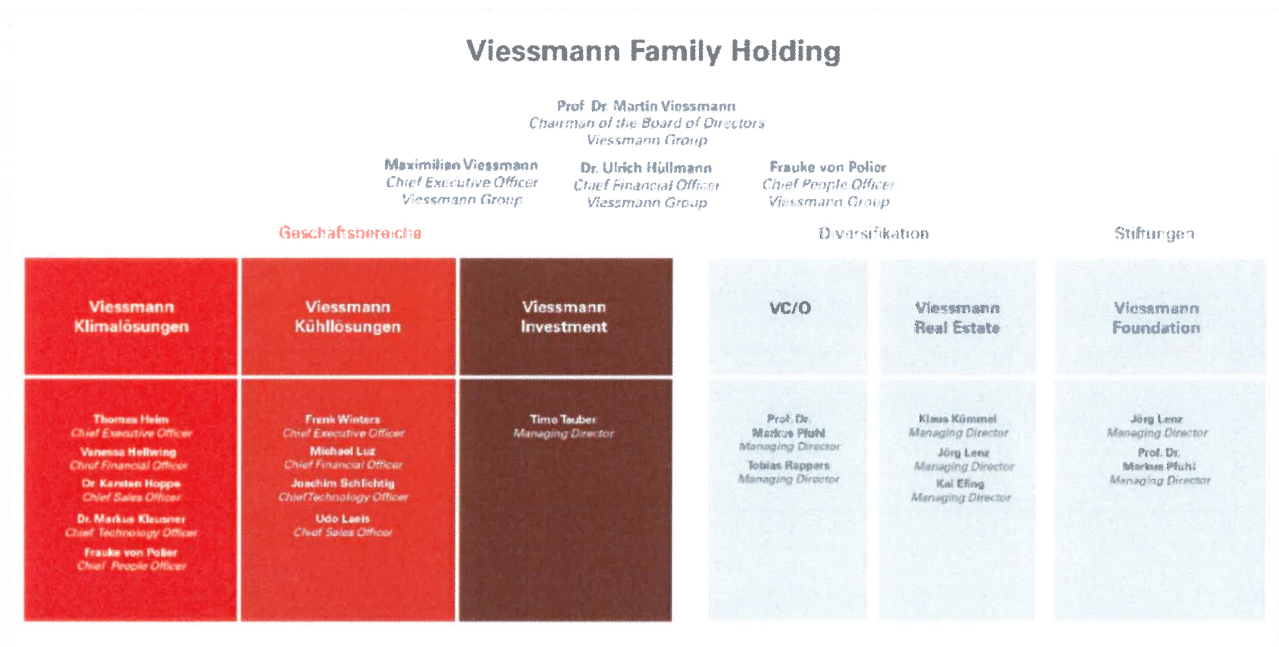 Viessmann Family Holding
Prof. Dr. Martin Viessmann
Chairman of the Board of Directors
Viessmann Group
Maximilian Viessmann
Chief Executive Officer
Viessmann Group
Dr. Ulrich Hüllmann
Chief Financial Officer
Viessmann Group
Frauke von Polier
Chief People Officer
Viessmann Group
Geschäftsbereiche
Viessmann
Klimalösungen
Thomas Heim
Chief Executive Officer
Vanessa Hellwing
Chief Financial Officer
Dr. Karsten Hoppe
Chief Sales Officer
Dr. Markus Klausner
Chief Technology Officer
Frauke von Polier
Chief People Officer
Viessmann
Kühllösungen
Frank Winters
Chief Executive Officer
Michael Luz
Chief Financial Officer
Joachim Schlichtig
Chief Technology Officer
Udo Laeis
Chief Sales Officer
Viessmann
Investment
Timo Tauber
Managing Director
Diversifikation
VC/O
Prof. Dr.
Markus Pfuhl
Managing Director
Tobias Rappers
Managing Director
Viessmann
Real Estate
Klaus Kümmel
Managing Director
Jörg Lenz
Managing Director
Kai Efing
Managing Director
Stiftungen
Viessmann
Foundation
Jörg Lenz
Managing Director
Prof. Dr.
Markus Pfuhl
Managing Director